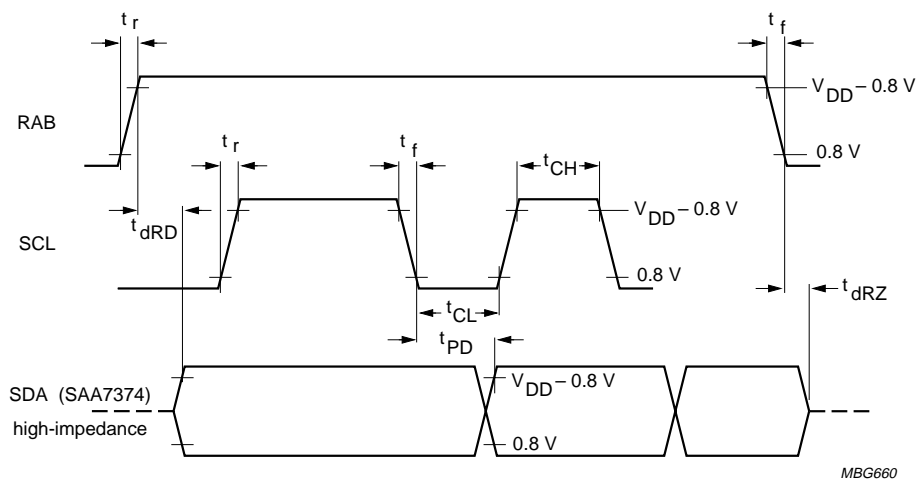 t r
t f
V DD – 0.8 V
RAB
0.8 V
t r
t f
t CH
V DD – 0.8 V
t dRD
SCL
0.8 V
t dRZ
t CL
t PD
SDA (SAA7374)
V DD – 0.8 V
high-impedance
0.8 V
MBG660